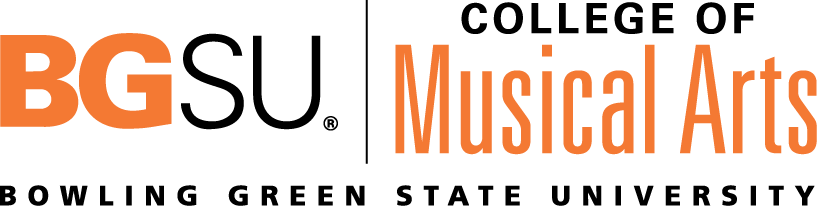 BGSU®
COLLEGE OF
Musical Arts
BOWLING GREEN STATE UNIVERSITY